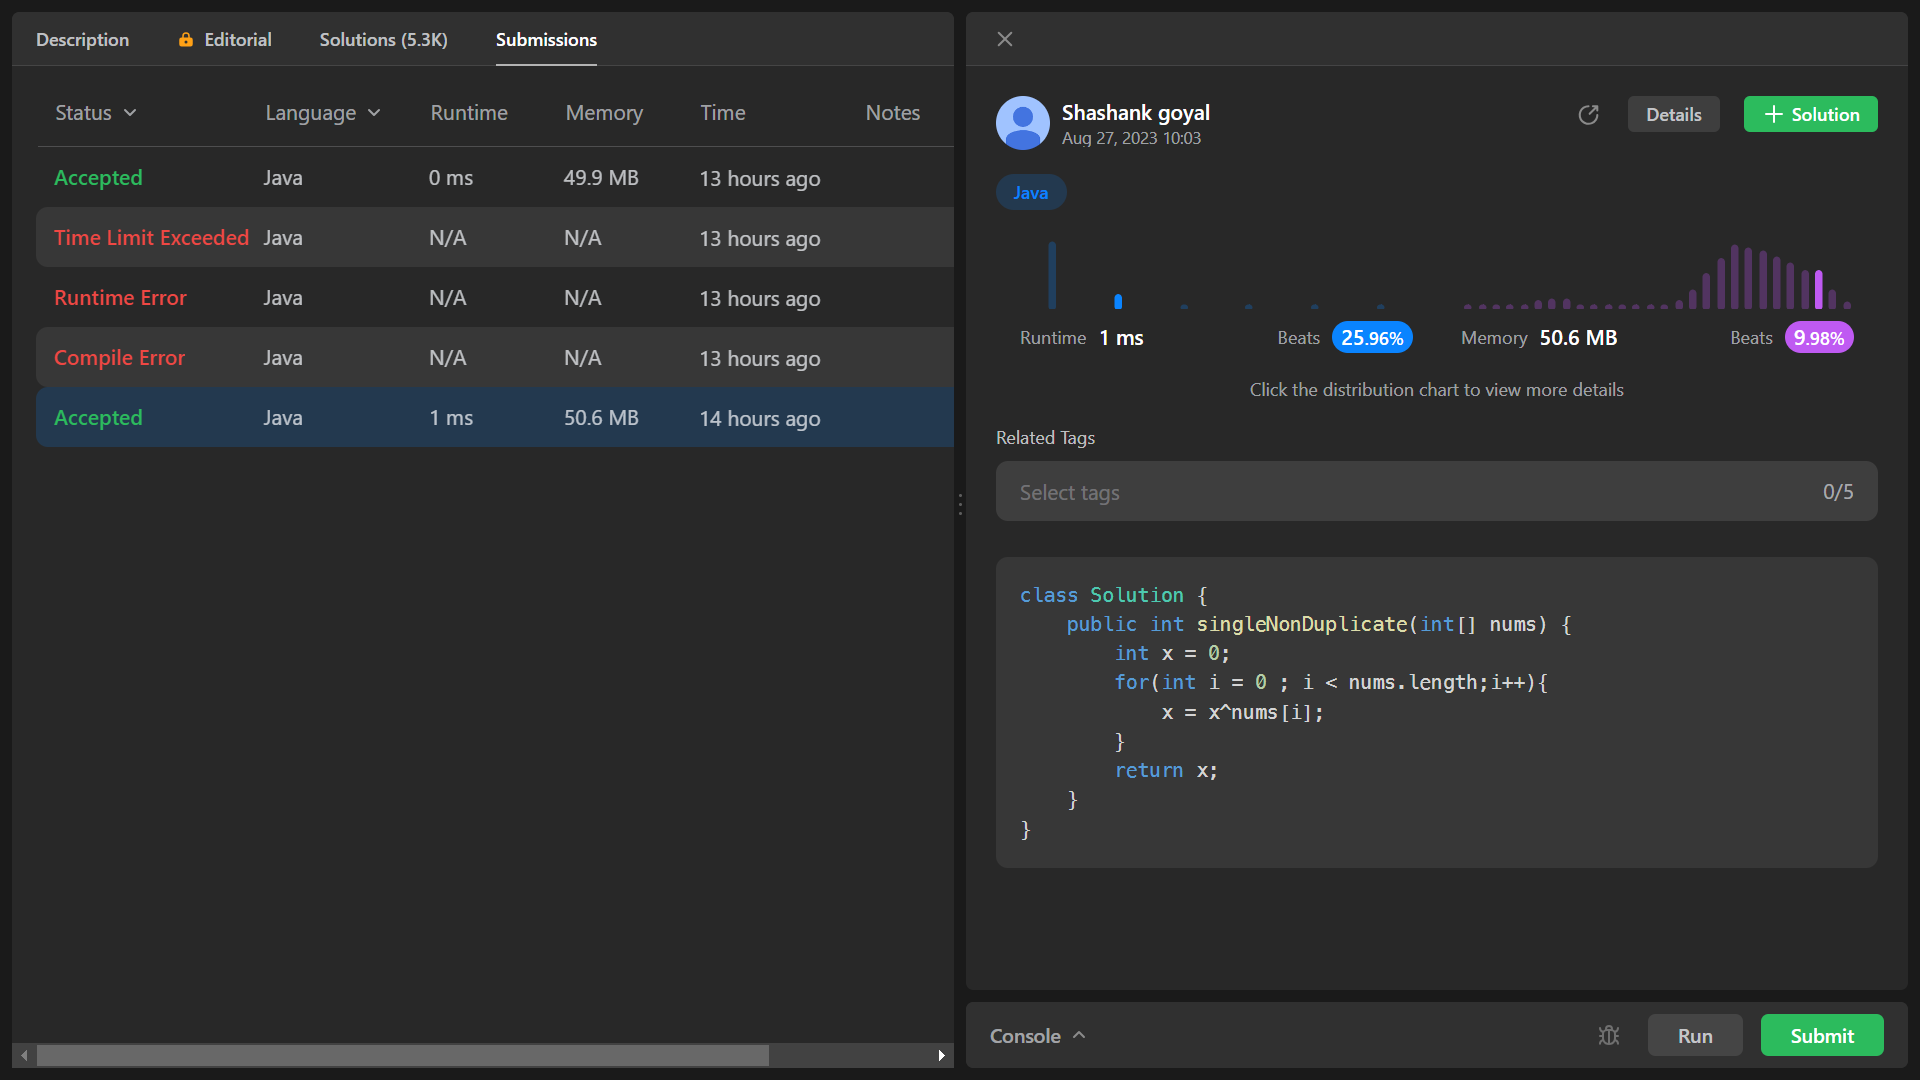 Description Editorial Solutions (5.3K) Submissions
Status Language Runtime Memory Time Notes
Accepted Java 0 ms 49.9 MB 13 hours ago
Time Limit Exceeded Java N/A N/A 13 hours ago
Runtime Error Java N/A N/A 13 hours ago
Compile Error Java N/A N/A 13 hours ago
Accepted Java 1 ms 50.6 MB 14 hours ago
Shashank goyal
Aug 27, 2023 10:03
Details
+ Solution
Java
Runtime 1 ms Beats 25.96% Memory 50.6 MB Beats 9.98%
Click the distribution chart to view more details
Related Tags
Select tags 0/5
class Solution {
    public int singleNonDuplicate(int[] nums) {
        int x = 0;
        for(int i = 0 ; i < nums.length;i++){
            x = x^nums[i];
        }
        return x;
    }
}
Console Run Submit